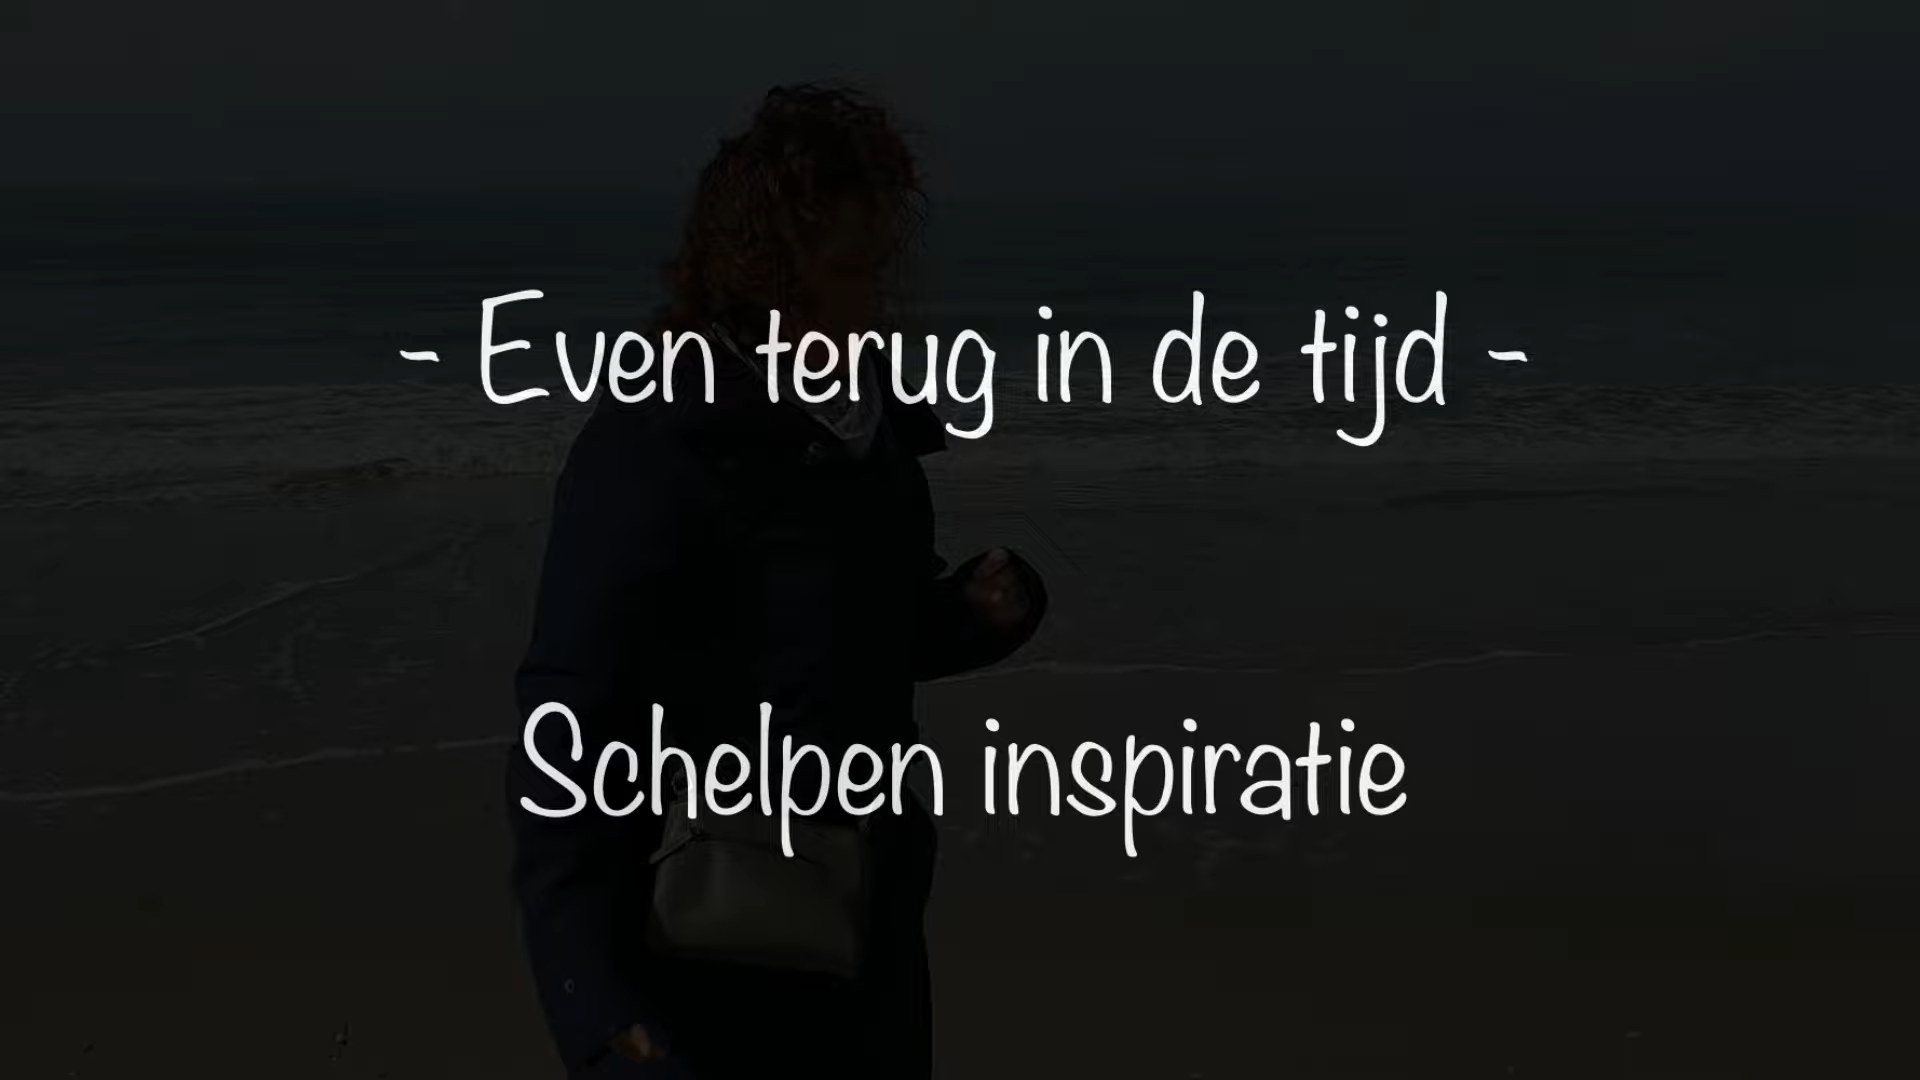 - Even terug in de tijd -
Schelpen inspiratie